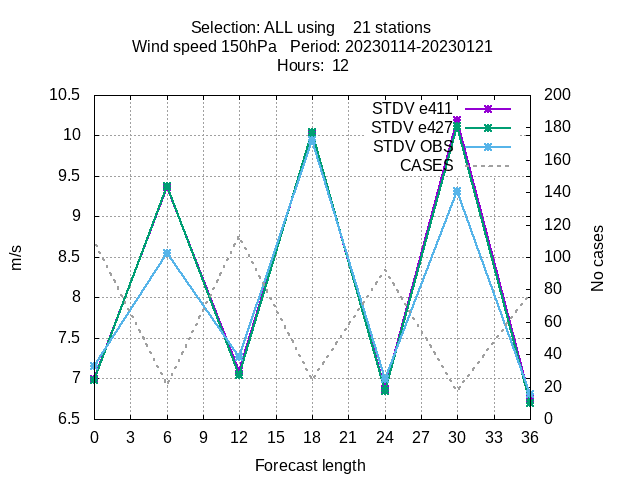 Selection: ALL using    21 stations
Wind speed 150hPa   Period: 20230114-20230121
Hours:  12
STDV e411
STDV e427
STDV OBS
CASES
10.5
10
9.5
9
8.5
8
7.5
7
6.5
m/s
200
180
160
140
120
100
80
60
40
20
0
No cases
0 3 6 9 12 15 18 21 24 27 30 33 36
Forecast length